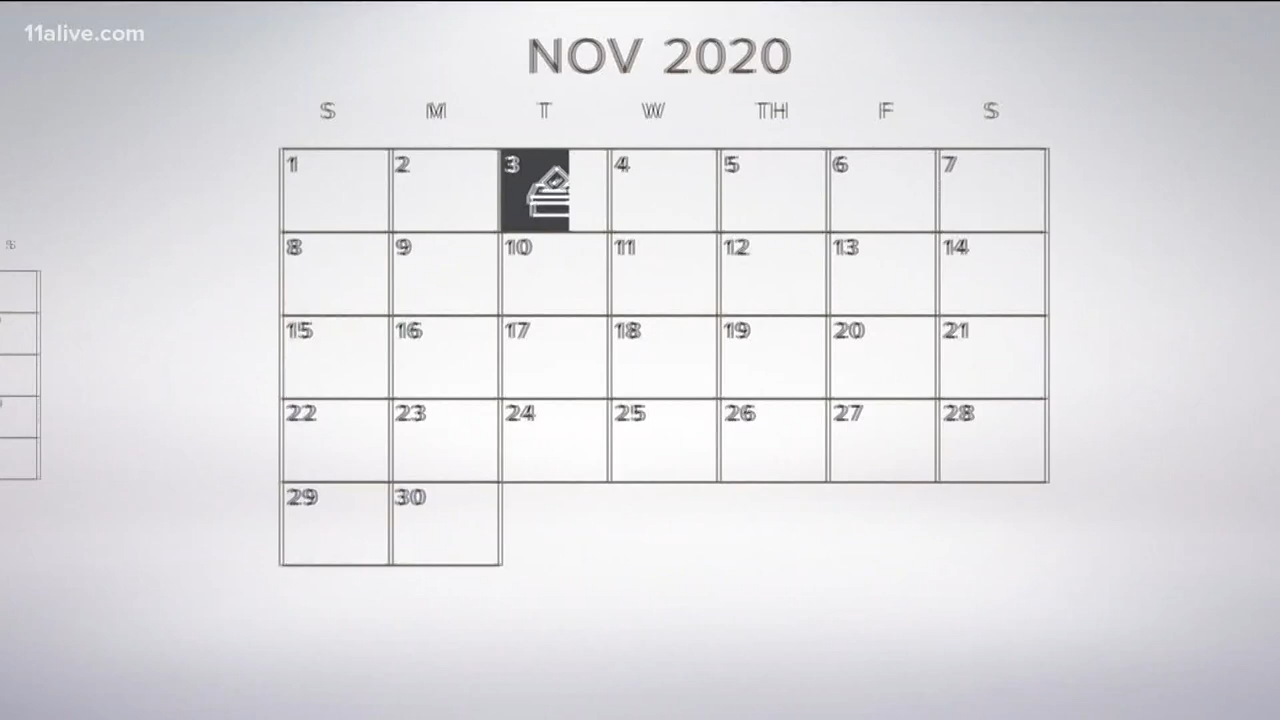 11alive.com
NOV 2020
S M T W TH F S
1 2 3 4 5 6 7
S
8 9 10 11 12 13 14
15 16 17 18 19 20 21
22 23 24 25 26 27 28
29 30